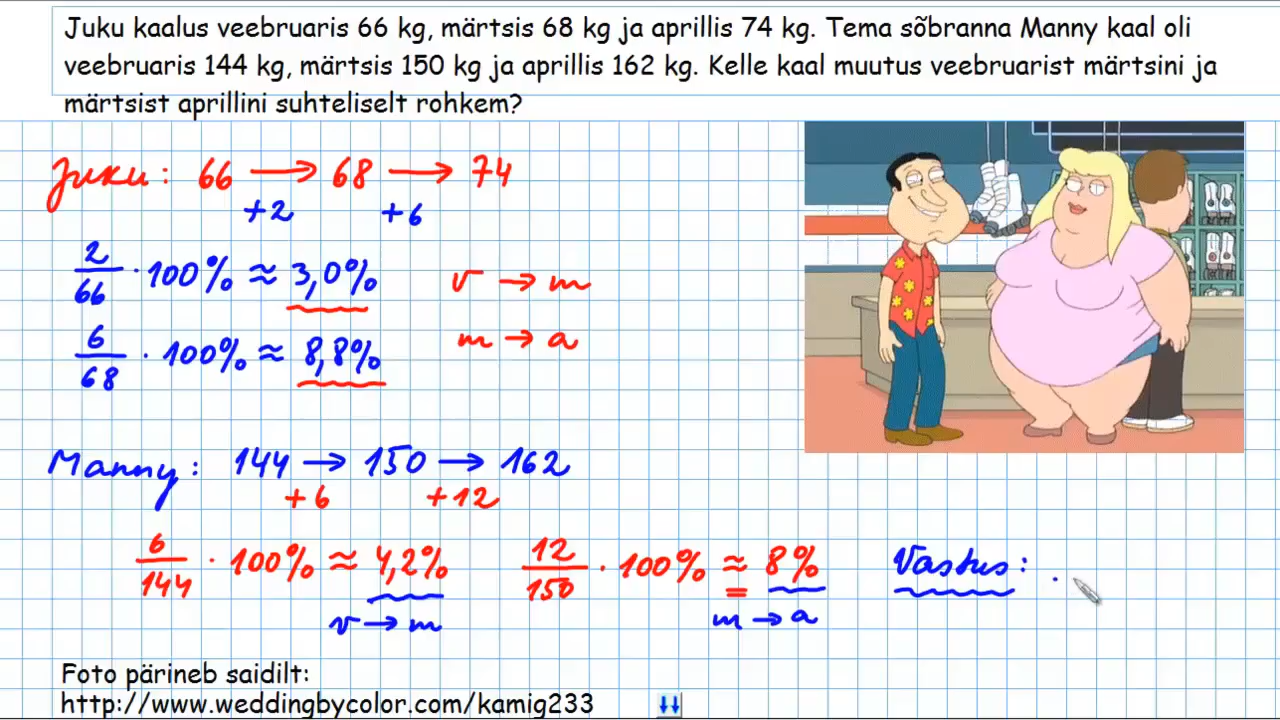 Juku kaalus veebruaris 66 kg, märtsis 68 kg ja aprillis 74 kg. Tema sõbranna Manny kaal oli
veebruaris 144 kg, märtsis 150 kg ja aprillis 162 kg. Kelle kaal muutus veebruarist märtsini ja
märtsist aprillini suhteliselt rohkem?
Juku: 66 → 68 → 74
+2 +6
2/66 · 100% ≈ 3,0% v → m
6/68 · 100% ≈ 8,8% m → a
Manny: 144 → 150 → 162
+6 +12
6/144 · 100% ≈ 4,2% 12/150 · 100% ≈ 8% Vastus:
v → m m → a
Foto pärineb saidilt:
http://www.weddingbycolor.com/kamig233